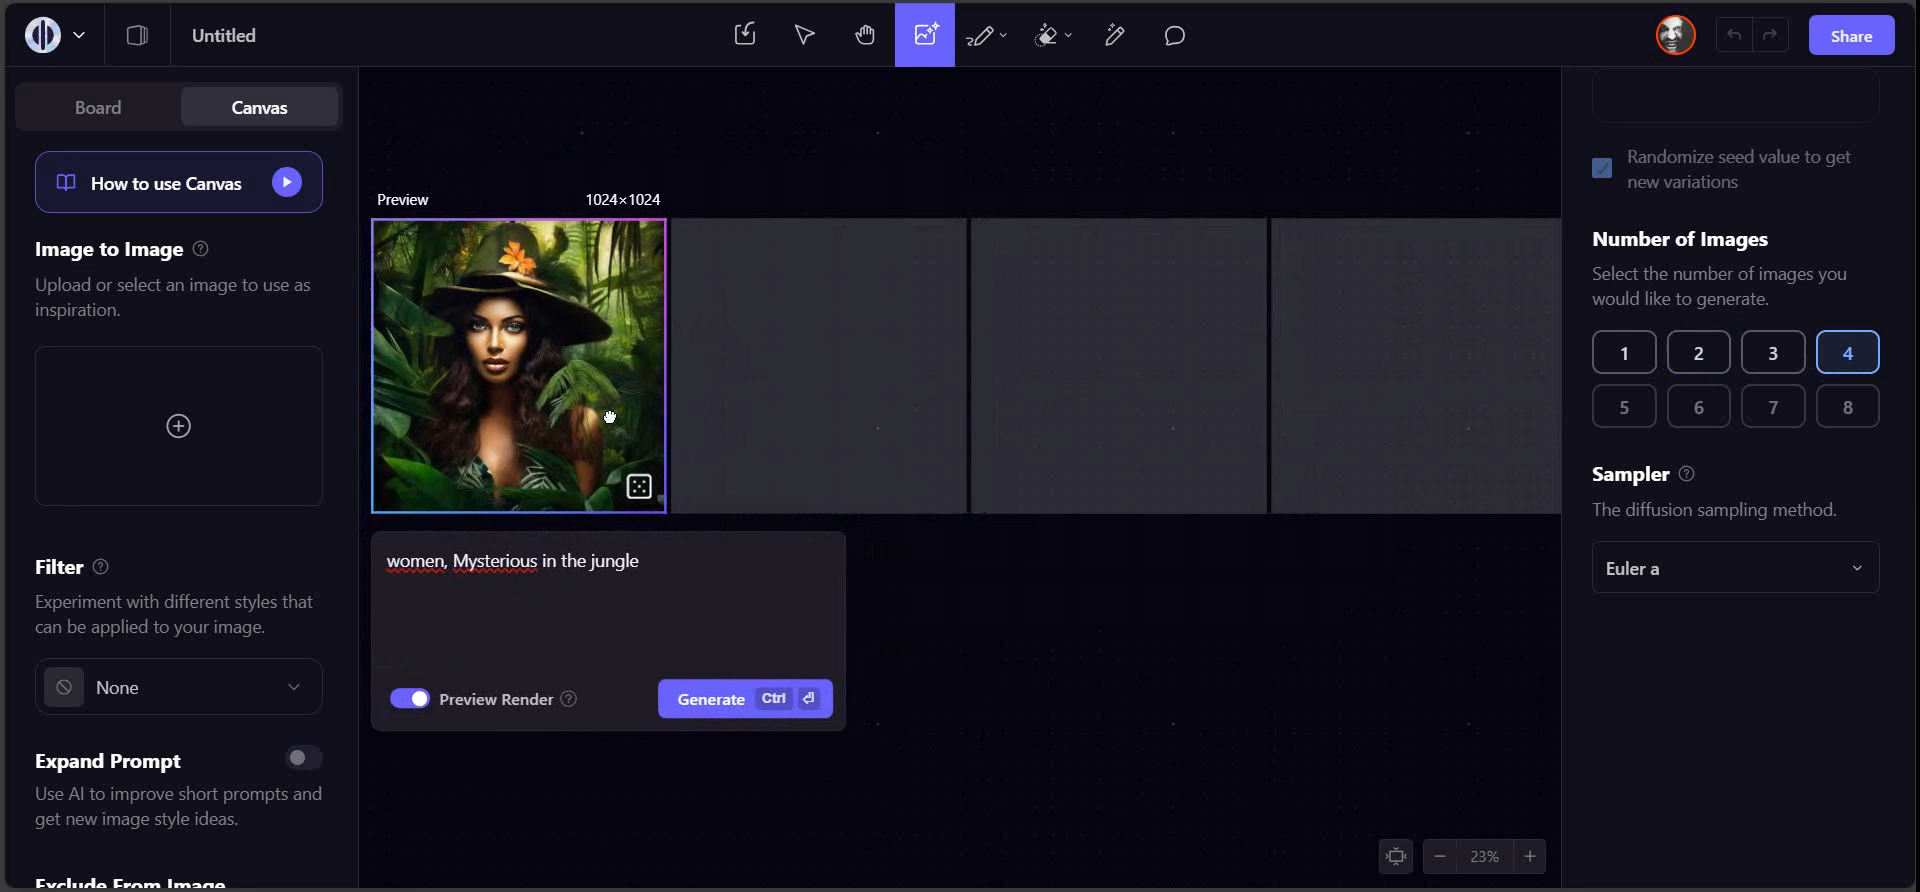 Untitled
Share
Board
Canvas
How to use Canvas
Image to Image
Upload or select an image to use as
inspiration.
Filter
Experiment with different styles that
can be applied to your image.
None
Expand Prompt
Use AI to improve short prompts and
get new image style ideas.
Exclude From Image
Preview
1024×1024
women, Mysterious in the jungle
Preview Render
Generate
Ctrl
23%
Randomize seed value to get
new variations
Number of Images
Select the number of images you
would like to generate.
1 2 3 4
5 6 7 8
Sampler
The diffusion sampling method.
Euler a